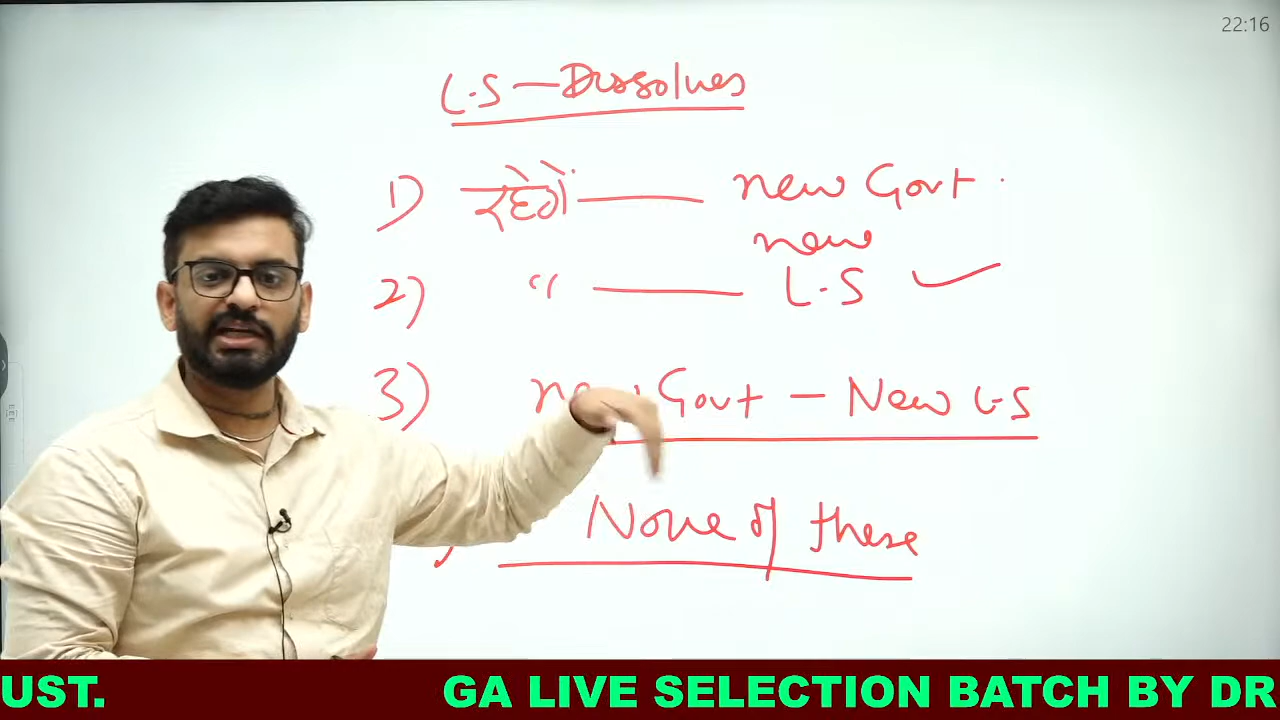 22:16
L.S — Dissolves
1) रहेगें — new Govt.
new
2) " — L.S ✓
3) new Govt — New L.S
None of these
UST. GA LIVE SELECTION BATCH BY DR